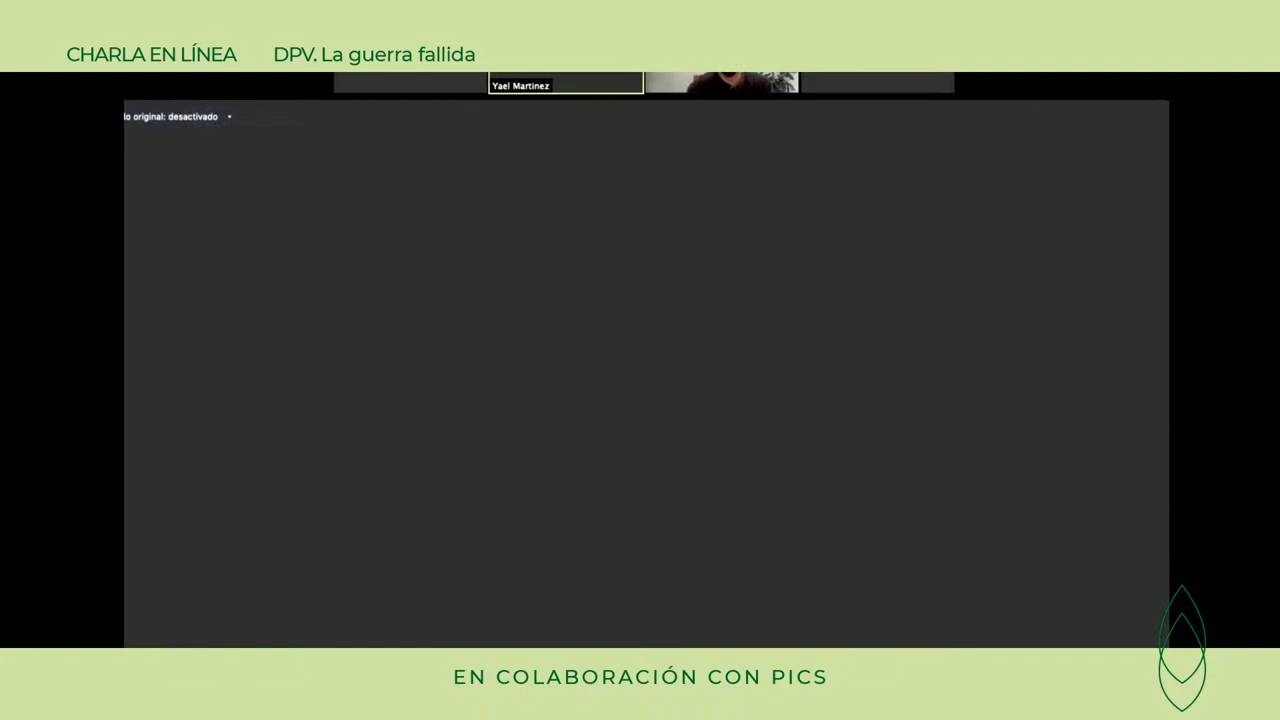 CHARLA EN LÍNEA DPV. La guerra fallida
Yael Martinez
lo original: desactivado
EN COLABORACIÓN CON PICS